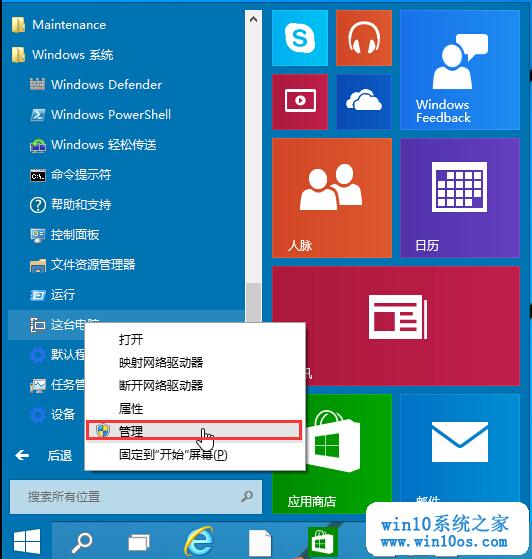 Maintenance
Windows 系统
Windows Defender
Windows PowerShell
Windows 轻松传送
命令提示符
帮助和支持
控制面板
文件资源管理器
运行
这台电脑
默认程
任务管
设备
后退
搜索所有位置
打开
映射网络驱动器
断开网络驱动器
属性
管理
固定到"开始"屏幕(P)
Windows
Feedback
人脉
日历
讯
应用商店
邮件
win10系统之家
www.win10os.com